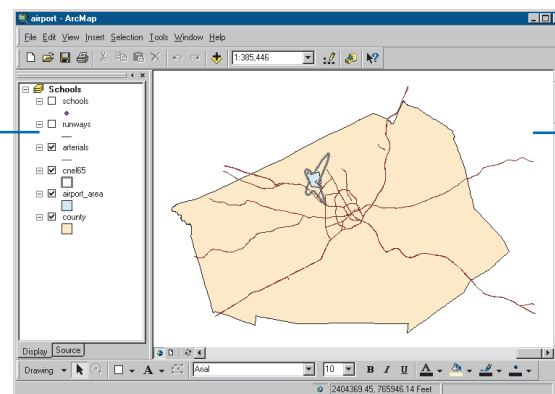 airport - ArcMap
File Edit View Insert Selection Tools Window Help
1:385,446
Schools
schools
runways
arterials
cnel65
airport_area
county
Display Source
Drawing A Arial 10 B I U A
2404369.45, 765946.14 Feet